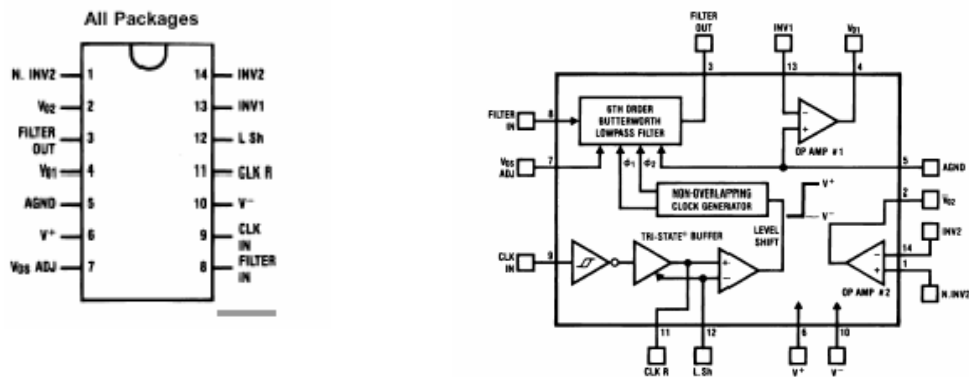 All Packages
N. INV2 1
14 INV2
V02 2
13 INV1
FILTER
OUT 3
12 L Sh
V01 4
11 CLK R
AGND 5
10 V−
V+ 6
9 CLK
IN
VOS ADJ 7
8 FILTER
IN
FILTER
OUT
INV1
V01
3
13
4
FILTER
IN
8
6TH ORDER
BUTTERWORTH
LOWPASS FILTER
−
+
OP AMP #1
VOS
ADJ
7
ϕ1
ϕ2
5
AGND
NON-OVERLAPPING
CLOCK GENERATOR
V+
V−
2
V02
LEVEL
SHIFT
INV2
TRI-STATE® BUFFER
CLK
IN
9
+
−
−
+
14
1
OP AMP #2
N.INV2
11
12
6
10
CLK R
L.Sh
V+
V−